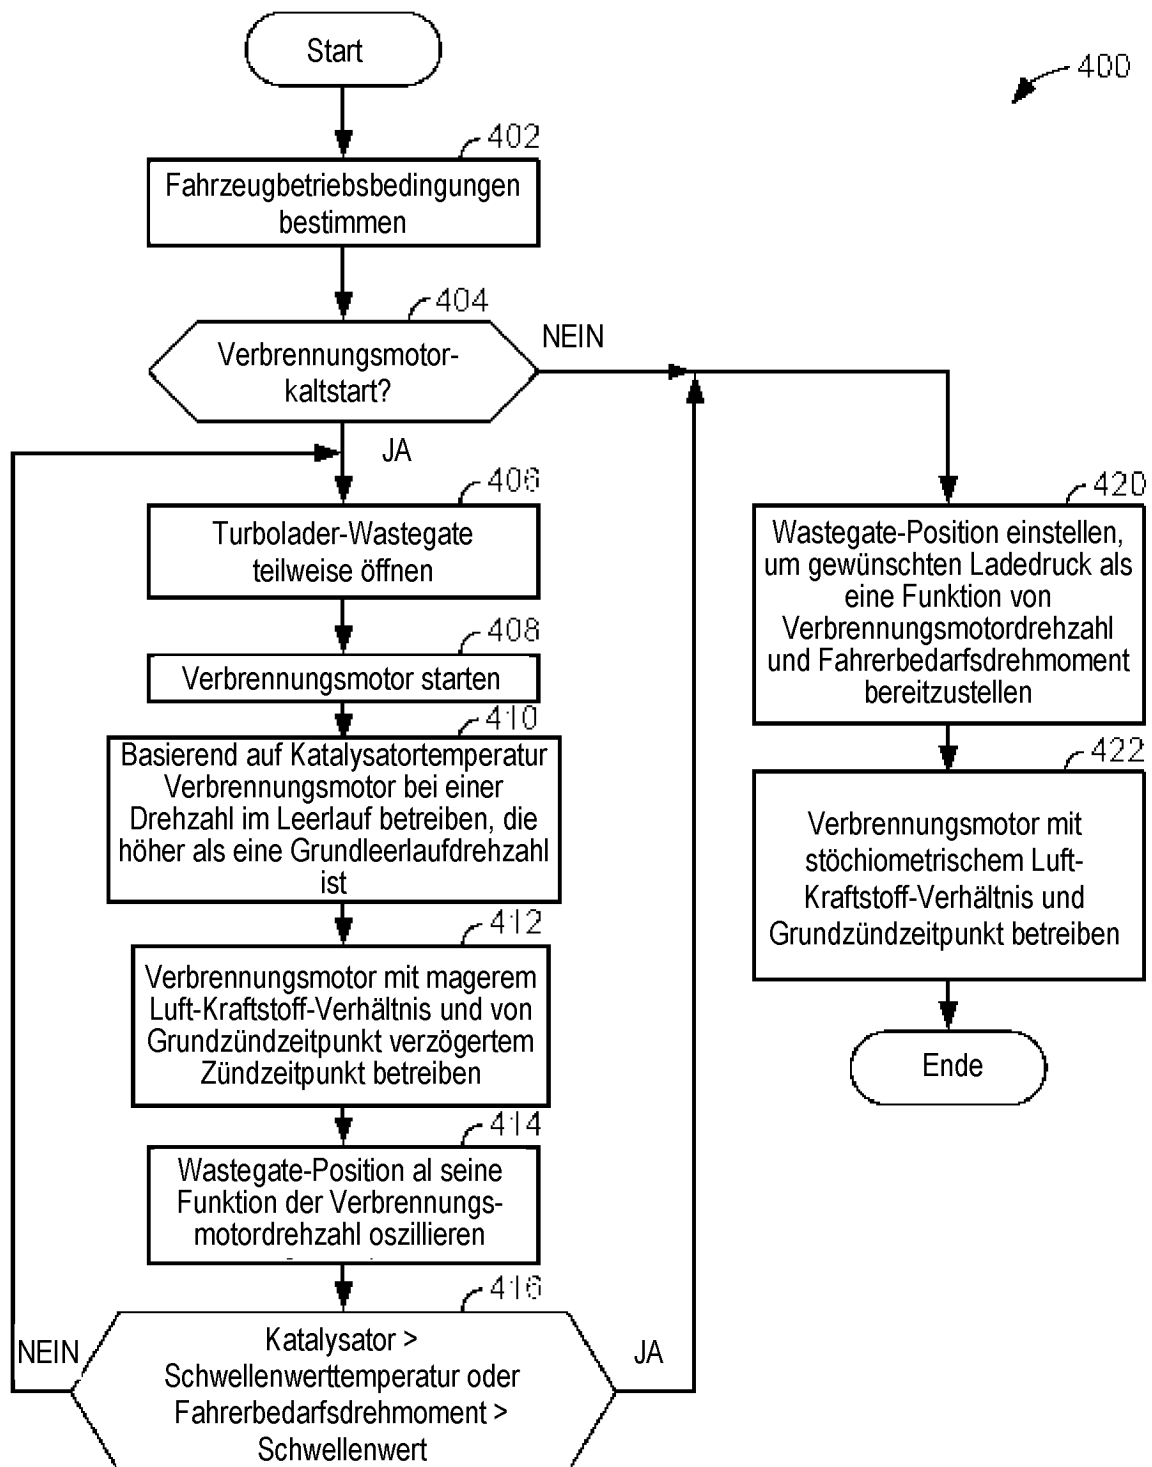 Start
400
402
Fahrzeugbetriebsbedingungen
bestimmen
404
Verbrennungsmotor-
kaltstart?
NEIN
JA
406
Turbolader-Wastegate
teilweise öffnen
408
Verbrennungsmotor starten
410
Basierend auf Katalysatortemperatur
Verbrennungsmotor bei einer
Drehzahl im Leerlauf betreiben, die
höher als eine Grundleerlaufdrehzahl
ist
412
Verbrennungsmotor mit magerem
Luft-Kraftstoff-Verhältnis und von
Grundzündzeitpunkt verzögertem
Zündzeitpunkt betreiben
414
Wastegate-Position al seine
Funktion der Verbrennungs-
motordrehzahl oszillieren
416
Katalysator >
Schwellenwerttemperatur oder
Fahrerbedarfsdrehmoment >
Schwellenwert
NEIN
JA
420
Wastegate-Position einstellen,
um gewünschten Ladedruck als
eine Funktion von
Verbrennungsmotordrehzahl
und Fahrerbedarfsdrehmoment
bereitzustellen
422
Verbrennungsmotor mit
stöchiometrischem Luft-
Kraftstoff-Verhältnis und
Grundzündzeitpunkt betreiben
Ende